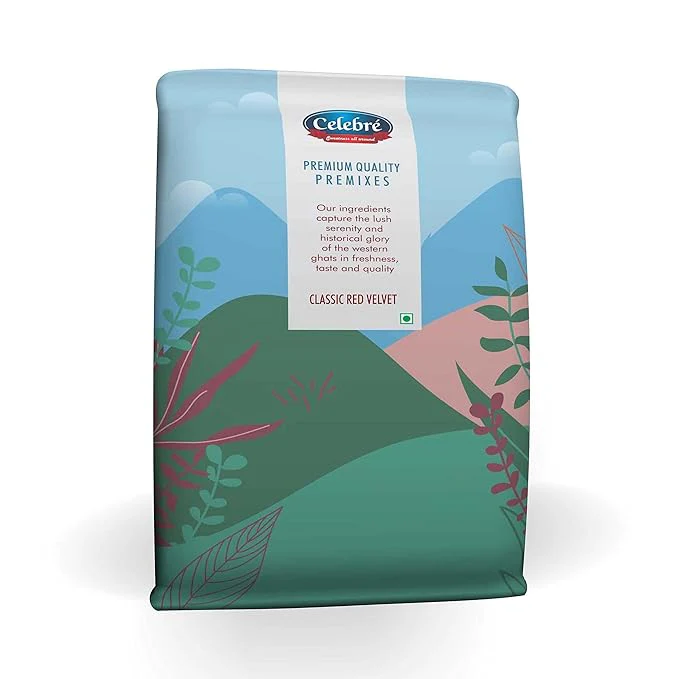 Celebré
Sweetness all around
PREMIUM QUALITY
PREMIXES
Our ingredients
capture the lush
serenity and
historical glory
of the western
ghats in freshness,
taste and quality
CLASSIC RED VELVET